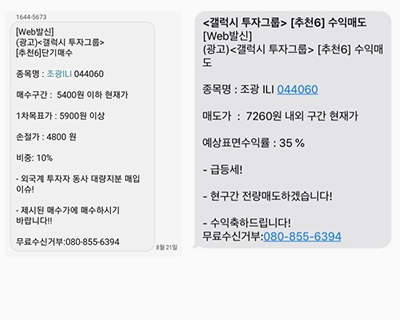 1644-5673
[Web발신]
(광고)<갤럭시 투자그룹>
[추천6]단기매수
종목명 : 조광ILI 044060
매수구간 :  5400원 이하 현재가
1차목표가 : 5900원 이상
손절가 : 4800 원
비중: 10%
- 외국계 투자자 동사 대량지분 매입
이슈!
- 제시된 매수가에 매수하시기
바랍니다!!
무료수신거부:080-855-6394
8월 21일
<갤럭시 투자그룹> [추천6] 수익매도
[Web발신]
(광고)<갤럭시 투자그룹> [추천6] 수익매
도
종목명 : 조광 ILI 044060
매도가  :  7260원 내외 구간 현재가
예상표면수익률 : 35 %
- 급등세!
- 현구간 전량매도하겠습니다!
- 수익축하드립니다!
무료수신거부:080-855-6394